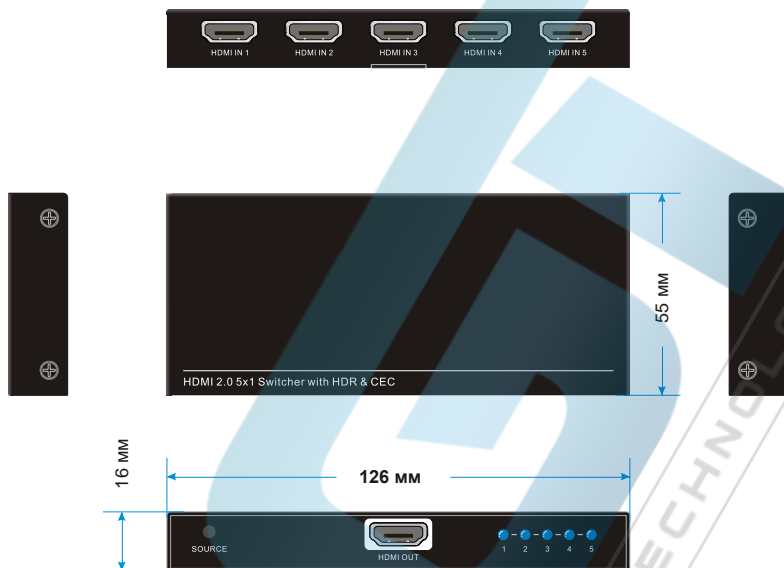 HDMI IN 1 HDMI IN 2 HDMI IN 3 HDMI IN 4 HDMI IN 5
55 мм
HDMI 2.0 5x1 Switcher with HDR & CEC
16 мм
126 мм
SOURCE
HDMI OUT
1 2 3 4 5